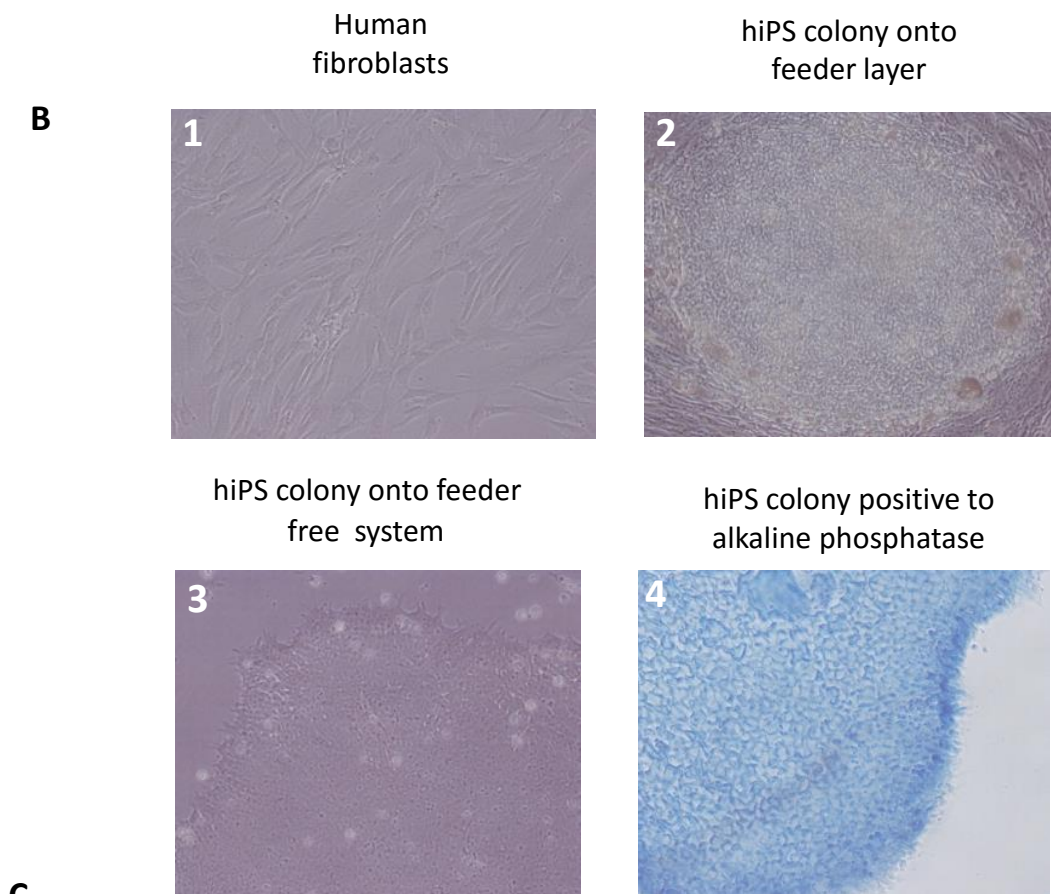 Human
fibroblasts
hiPS colony onto
feeder layer
B
1
2
hiPS colony onto feeder
free system
hiPS colony positive to
alkaline phosphatase
3
4
C